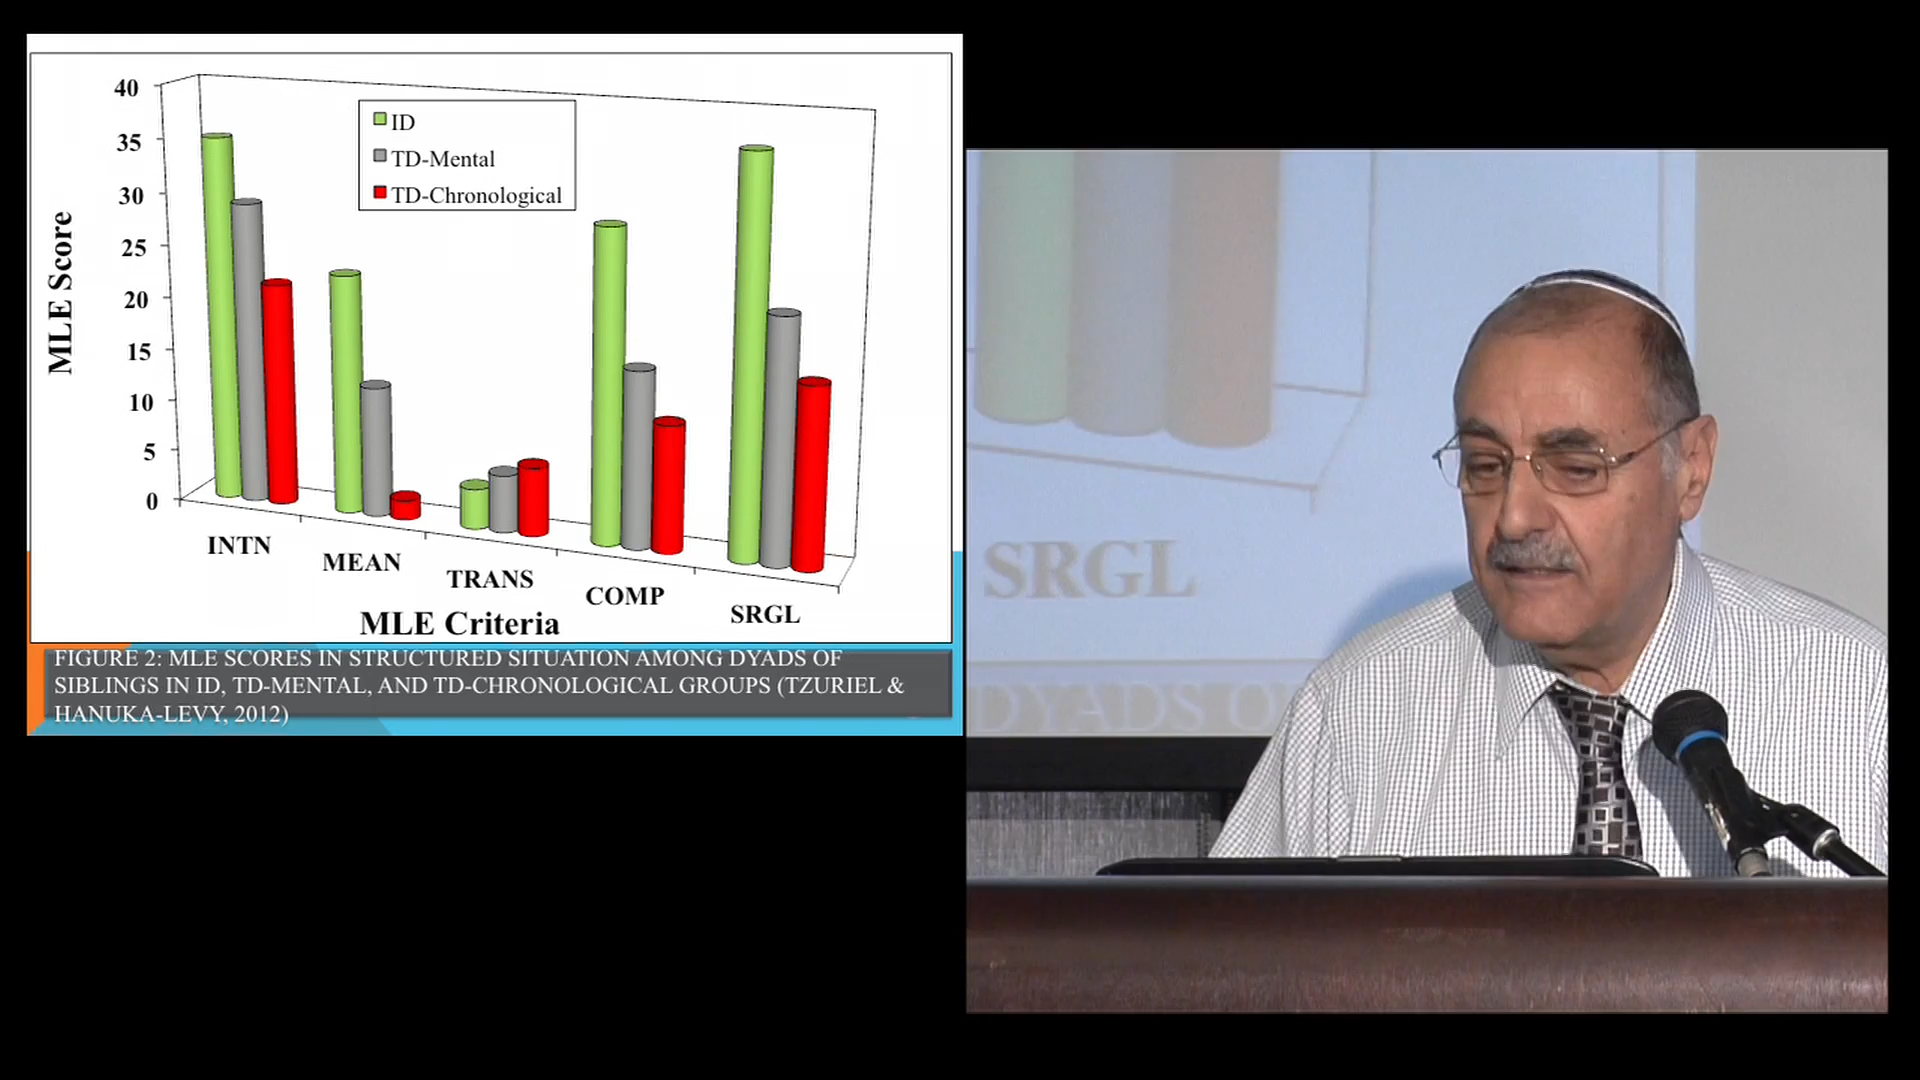 40
35
30
25
20
15
10
5
0
MLE Score
ID
TD-Mental
TD-Chronological
INTN
MEAN
TRANS
COMP
SRGL
MLE Criteria
FIGURE 2: MLE SCORES IN STRUCTURED SITUATION AMONG DYADS OF
SIBLINGS IN ID, TD-MENTAL, AND TD-CHRONOLOGICAL GROUPS (TZURIEL &
HANUKA-LEVY, 2012)
SRGL
DYADS O